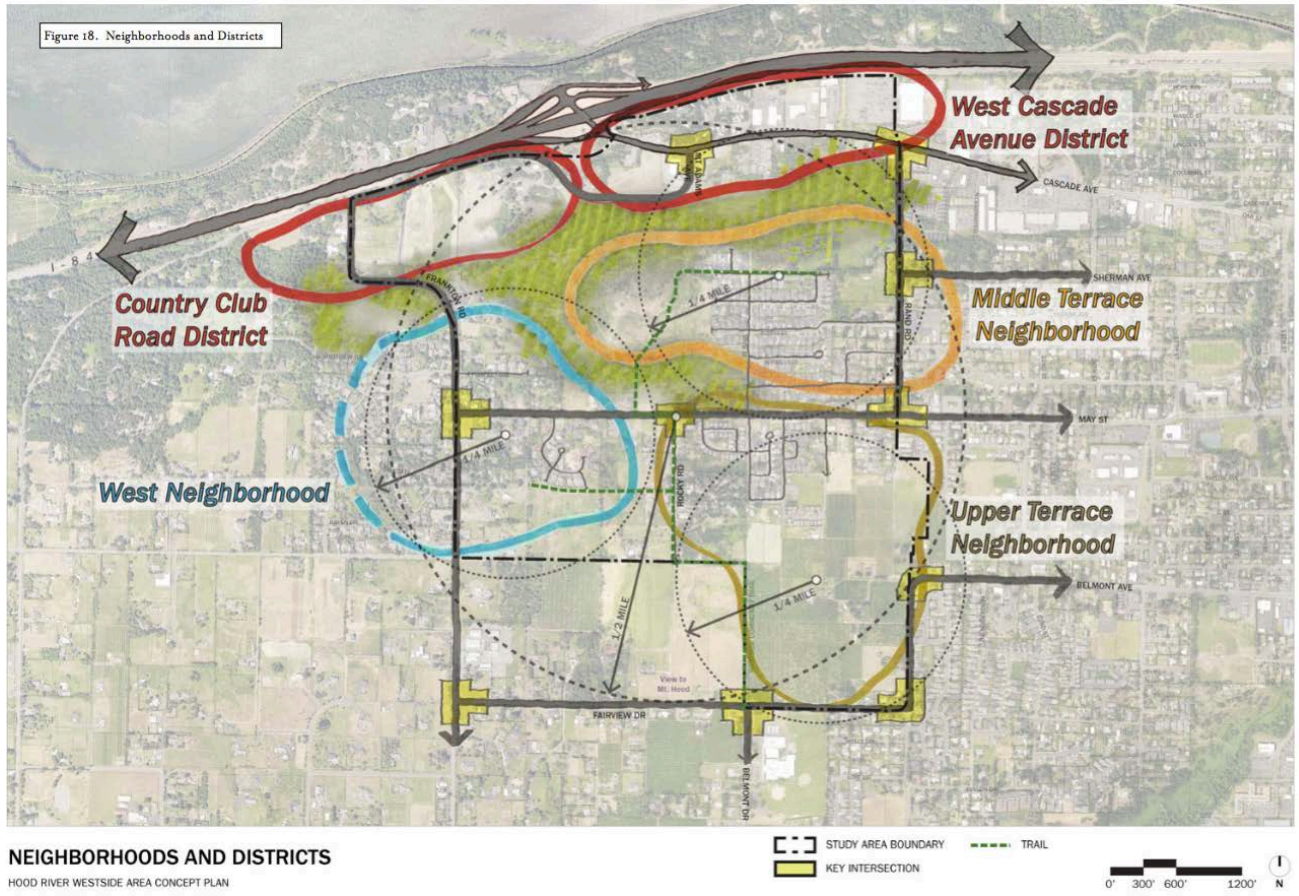 Figure 18. Neighborhoods and Districts
West Cascade
Avenue District
CASCADE AVE
I-84
MT ADAMS
AVE
Country Club
Road District
FRANKTON RD
SHERMAN AVE
Middle Terrace
Neighborhood
RAND RD
1/4 MILE
MAY ST
1/4 MILE
West Neighborhood
ROCKY RD
Upper Terrace
Neighborhood
BELMONT AVE
1/4 MILE
1/2 MILE
View to
Mt. Hood
FAIRVIEW DR
BELMONT DR
NEIGHBORHOODS AND DISTRICTS
HOOD RIVER WESTSIDE AREA CONCEPT PLAN
STUDY AREA BOUNDARY
TRAIL
KEY INTERSECTION
0' 300' 600' 1200'
N